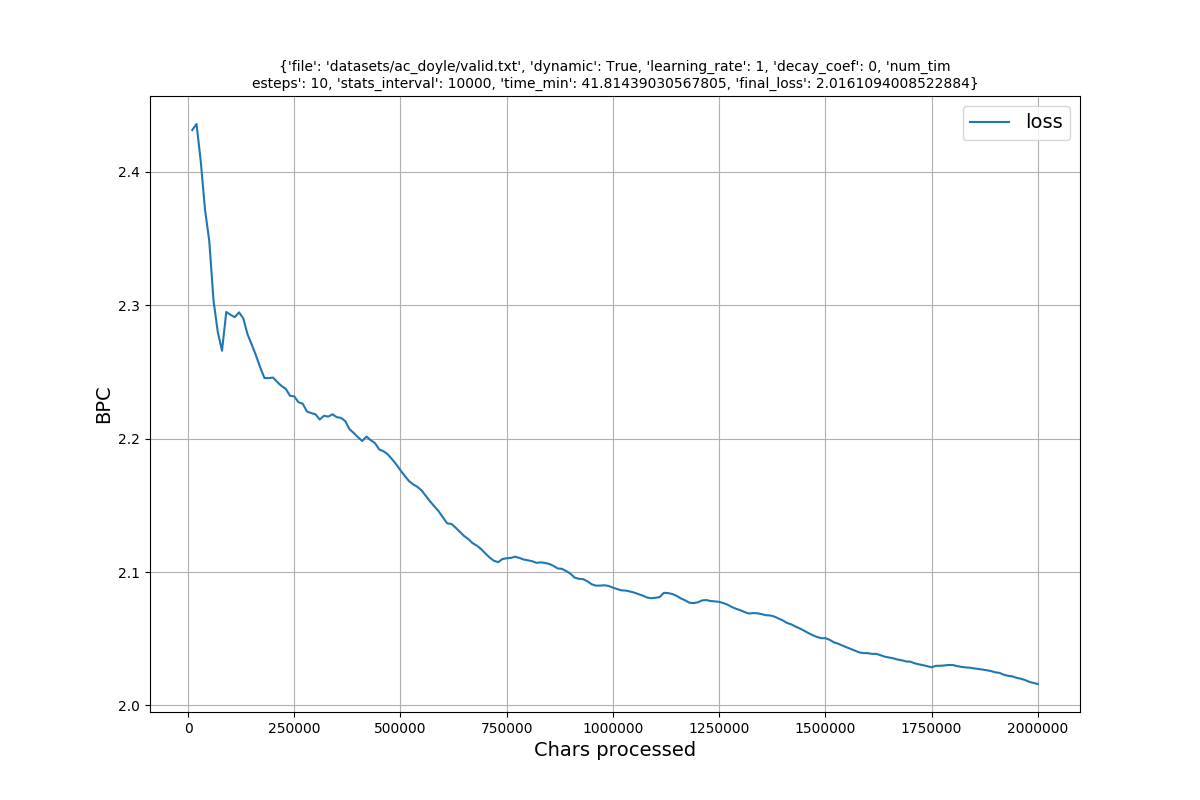 {'file': 'datasets/ac_doyle/valid.txt', 'dynamic': True, 'learning_rate': 1, 'decay_coef': 0, 'num_tim
esteps': 10, 'stats_interval': 10000, 'time_min': 41.81439030567805, 'final_loss': 2.0161094008522884}
loss
2.4
2.3
2.2
2.1
2.0
BPC
0 250000 500000 750000 1000000 1250000 1500000 1750000 2000000
Chars processed